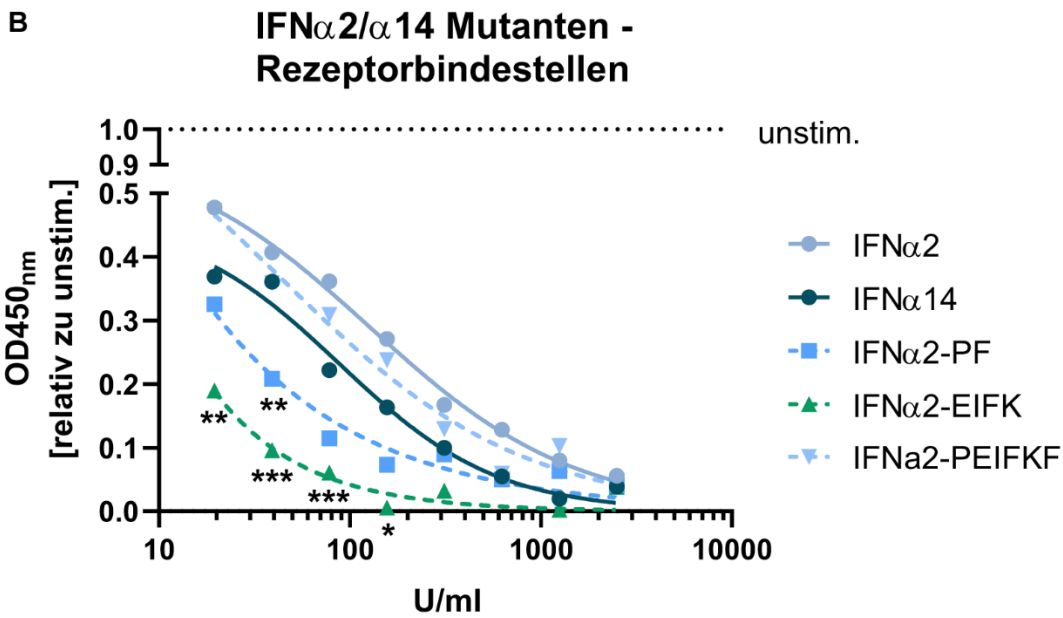 B
IFNα2/α14 Mutanten -
Rezeptorbindestellen
OD450nm
[relativ zu unstim.]
1.0
0.9
0.5
0.4
0.3
0.2
0.1
0.0
unstim.
**
**
***
***
*
10
100
1000
10000
U/ml
IFNα2
IFNα14
IFNα2-PF
IFNα2-EIFK
IFNa2-PEIFKF